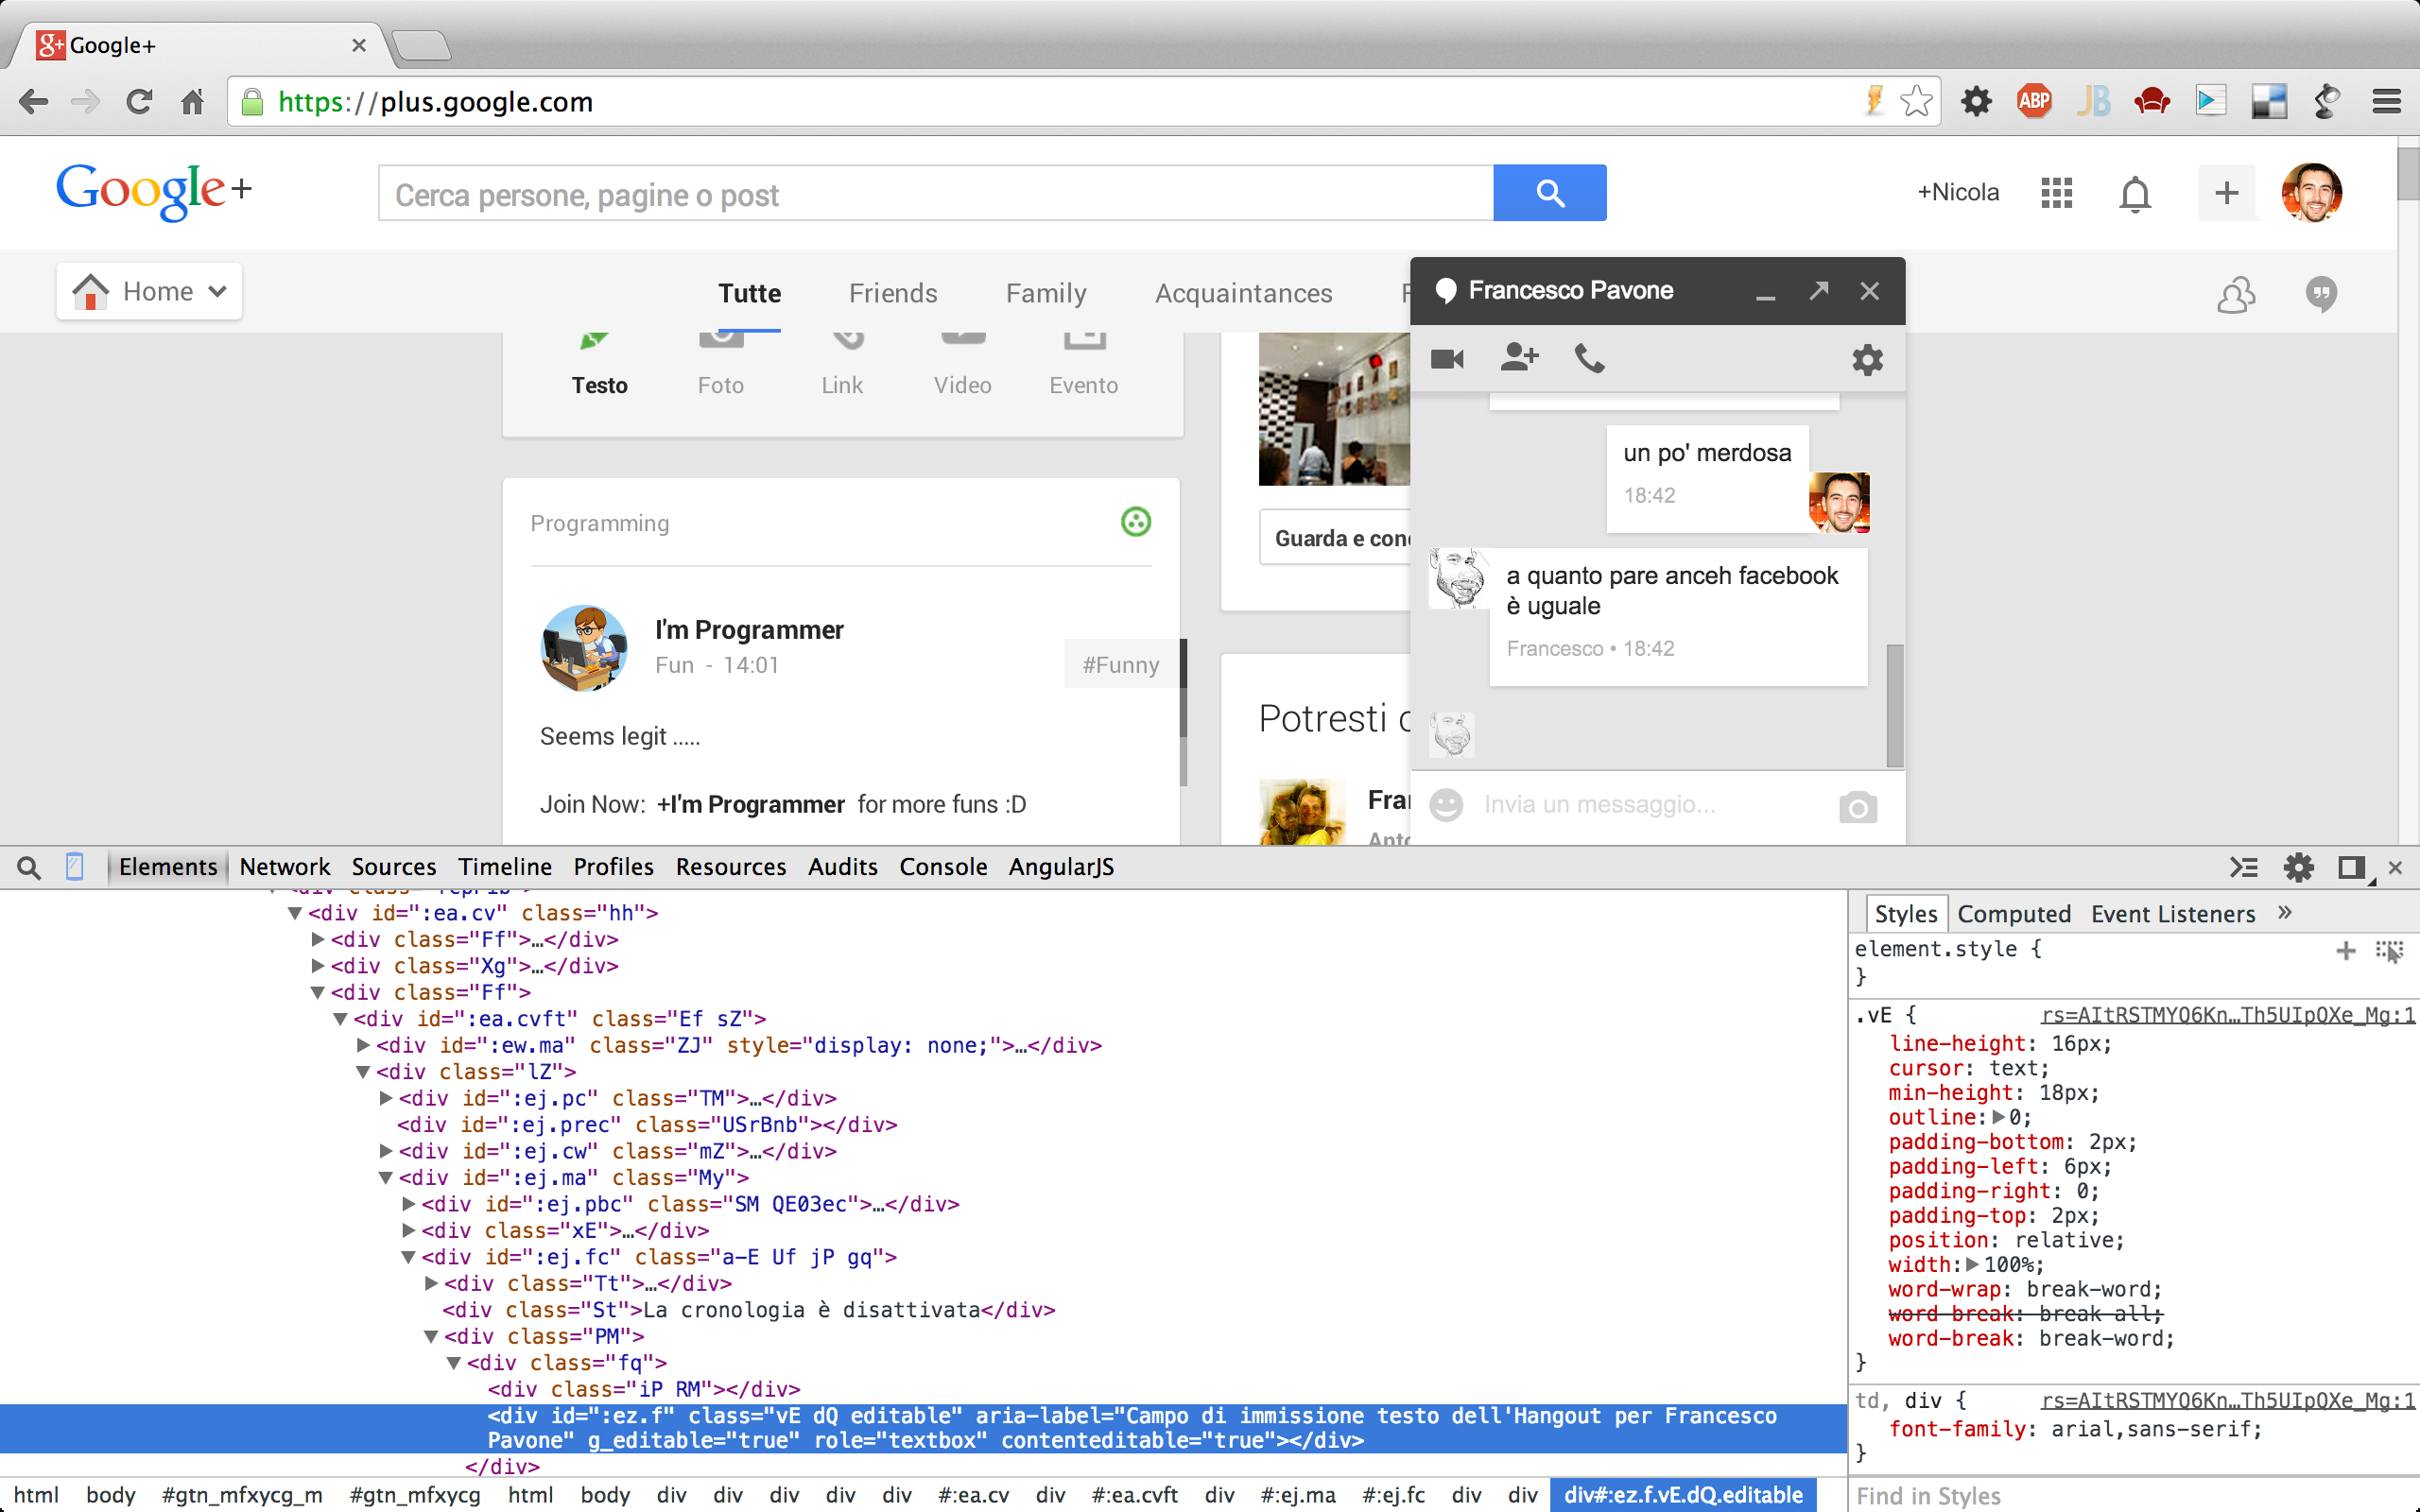 Google+
https://plus.google.com
ABP
JB
Google+
Cerca persone, pagine o post
+Nicola
Home
Tutte
Friends
Family
Acquaintances
Francesco Pavone
Testo
Foto
Link
Video
Evento
un po' merdosa
18:42
Guarda e
Programming
a quanto pare anceh facebook
è uguale
Francesco • 18:42
I'm Programmer
Fun - 14:01
#Funny
Potresti
Seems legit .....
Join Now: +I'm Programmer for more funs :D
Invia un messaggio...
Elements Network Sources Timeline Profiles Resources Audits Console AngularJS
<div id=":ea.cv" class="hh">
<div class="Ff">…</div>
<div class="Xg">…</div>
<div class="Ff">
<div id=":ea.cvft" class="Ef sZ">
<div id=":ew.ma" class="ZJ" style="display: none;">…</div>
<div class="lZ">
<div id=":ej.pc" class="TM">…</div>
<div id=":ej.prec" class="USrBnb"></div>
<div id=":ej.cw" class="mZ">…</div>
<div id=":ej.ma" class="My">
<div id=":ej.pbc" class="SM QE03ec">…</div>
<div class="xE">…</div>
<div id=":ej.fc" class="a-E Uf jP gq">
<div class="Tt">…</div>
<div class="St">La cronologia è disattivata</div>
<div class="PM">
<div class="fq">
<div class="iP RM"></div>
<div id=":ez.f" class="vE dQ editable" aria-label="Campo di immissione testo dell'Hangout per Francesco
Pavone" g_editable="true" role="textbox" contenteditable="true"></div>
</div>
html body #gtn_mfxycg_m #gtn_mfxycg html body div div div div div #:ea.cv div #:ea.cvft div #:ej.ma #:ej.fc div div div#:ez.f.vE.dQ.editable
Styles Computed Event Listeners »
element.style {
}
.vE { rs=AItRSTMYQ6Kn…Th5UIpQXe_Mg:1
line-height: 16px;
cursor: text;
min-height: 18px;
outline: 0;
padding-bottom: 2px;
padding-left: 6px;
padding-right: 0;
padding-top: 2px;
position: relative;
width: 100%;
word-wrap: break-word;
word-break: break-all;
word-break: break-word;
}
td, div { rs=AItRSTMYQ6Kn…Th5UIpQXe_Mg:1
font-family: arial,sans-serif;
}
Find in Styles